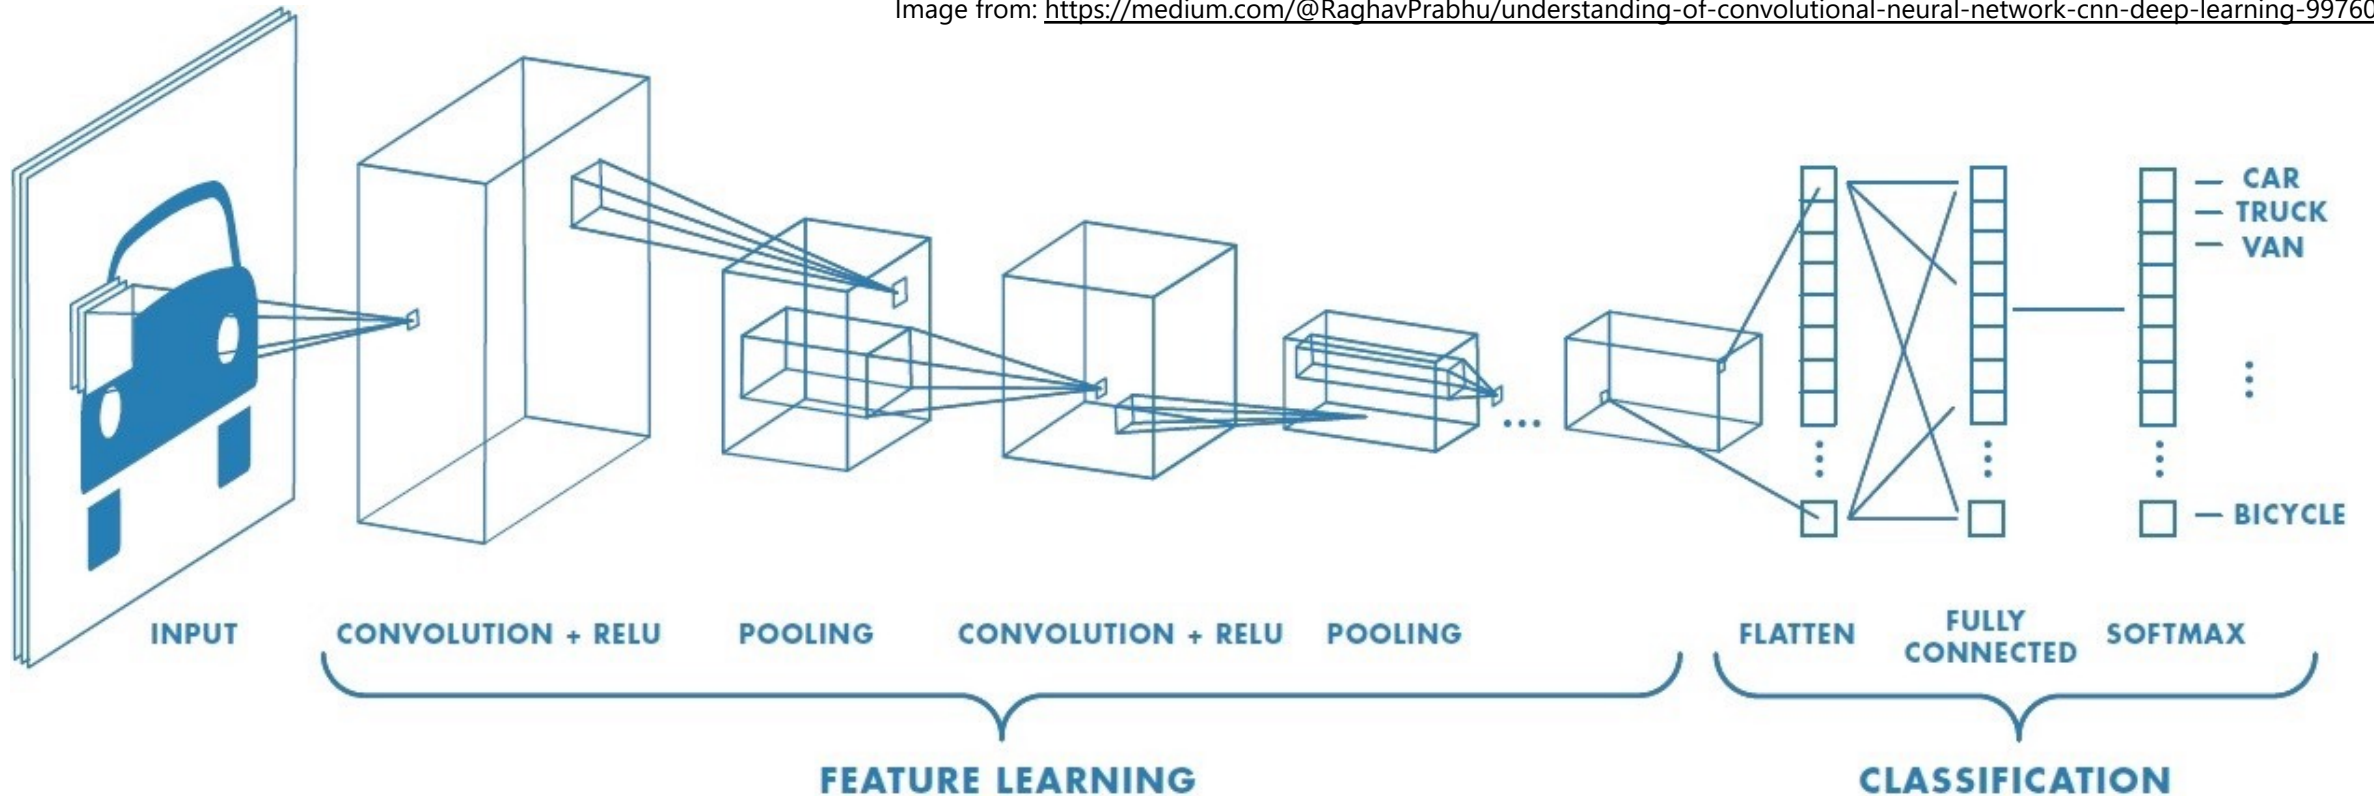 Image from: https://medium.com/@RaghavPrabhu/understanding-of-convolutional-neural-network-cnn-deep-learning-99760
CAR
TRUCK
VAN
BICYCLE
INPUT
CONVOLUTION + RELU
POOLING
CONVOLUTION + RELU
POOLING
FLATTEN
FULLY
CONNECTED
SOFTMAX
FEATURE LEARNING
CLASSIFICATION